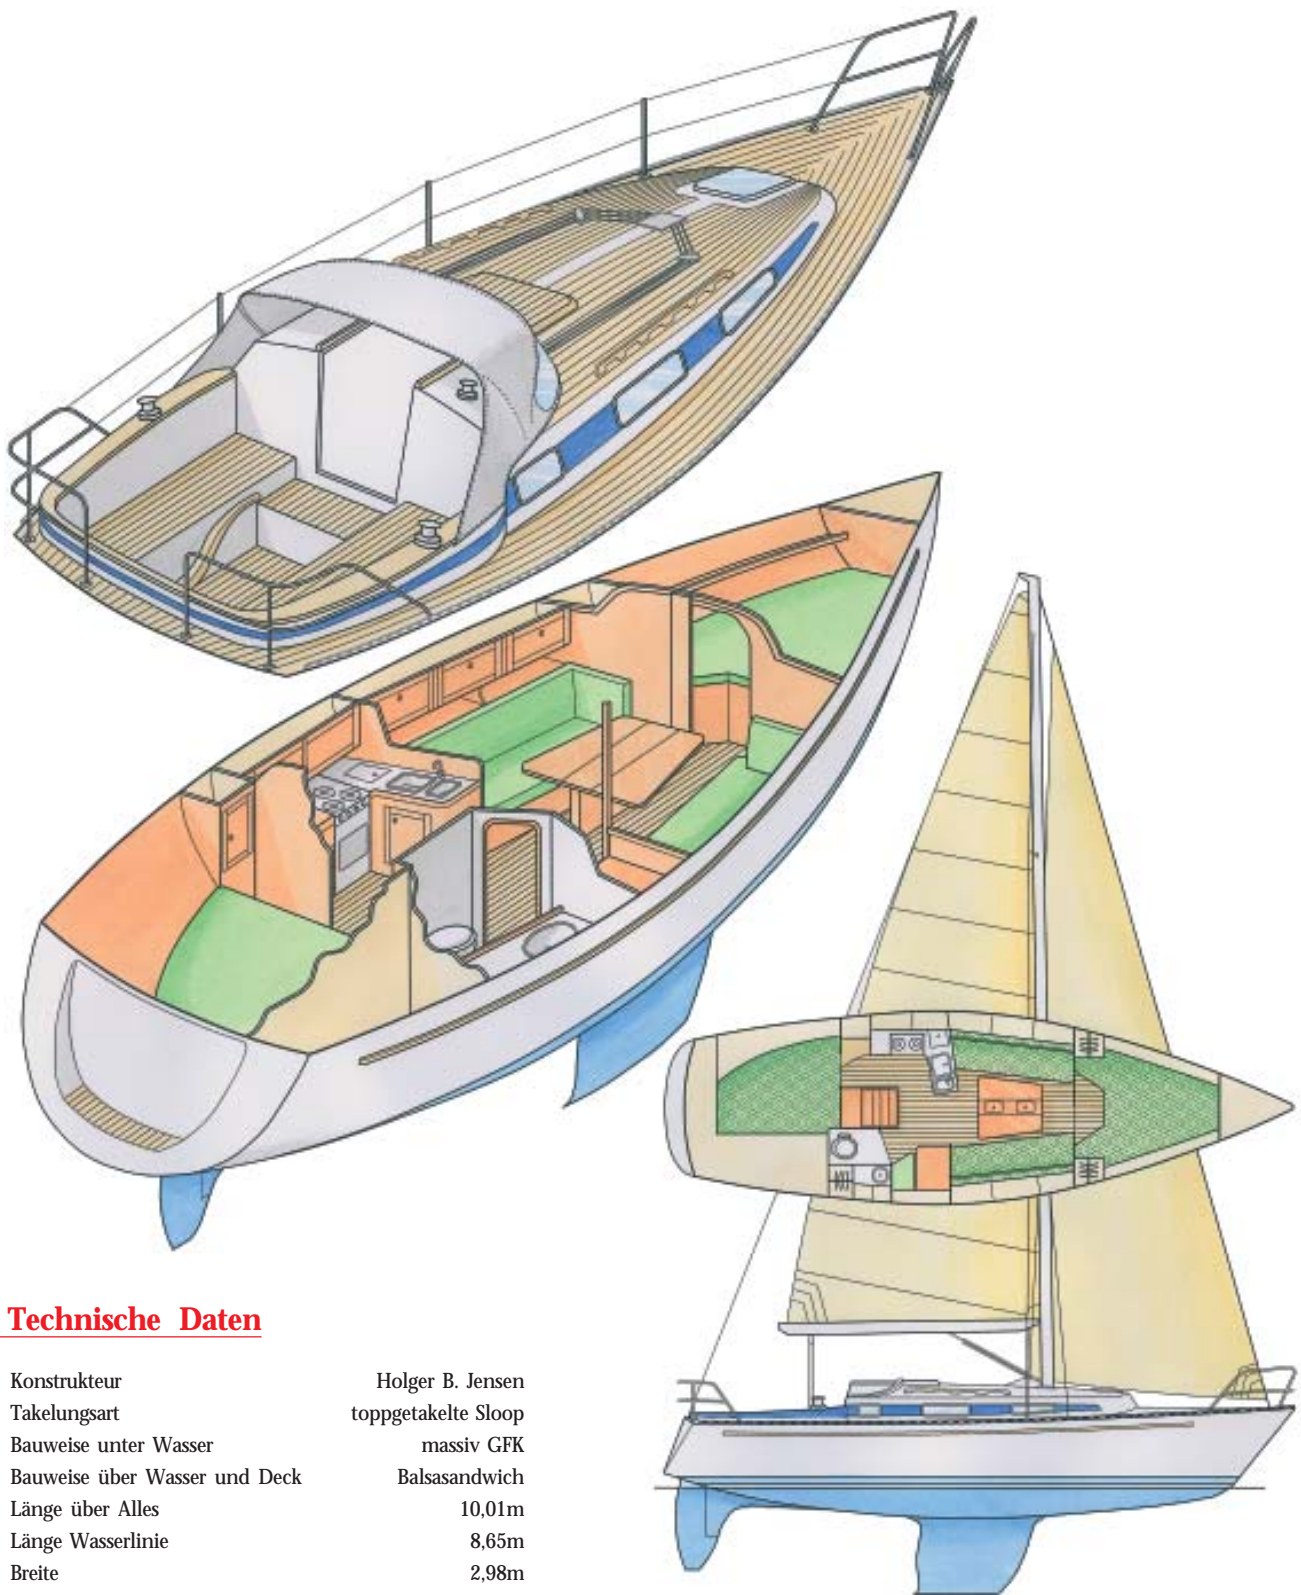 Technische Daten
Konstrukteur Holger B. Jensen
Takelungsart toppgetakelte Sloop
Bauweise unter Wasser massiv GFK
Bauweise über Wasser und Deck Balsasandwich
Länge über Alles 10,01m
Länge Wasserlinie 8,65m
Breite 2,98m